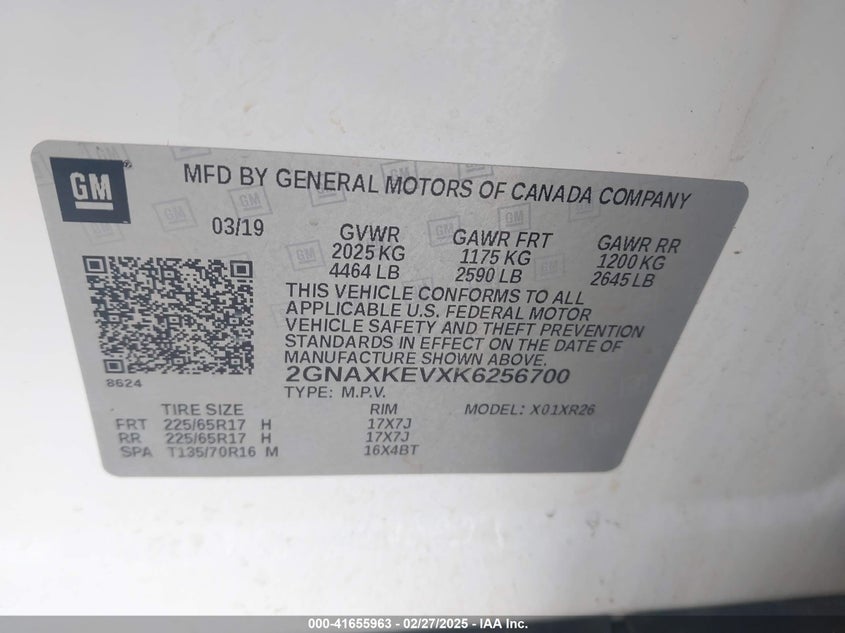 GM
MFD BY GENERAL MOTORS OF CANADA COMPANY
03/19 GVWR GAWR FRT GAWR RR
2025 KG 1175 KG 1200 KG
4464 LB 2590 LB 2645 LB
THIS VEHICLE CONFORMS TO ALL
APPLICABLE U.S. FEDERAL MOTOR
VEHICLE SAFETY AND THEFT PREVENTION
STANDARDS IN EFFECT ON THE DATE OF
MANUFACTURE SHOWN ABOVE.
8624 2GNAXKEVXK6256700
TYPE: M.P.V. MODEL: X01XR26
TIRE SIZE RIM
FRT 225/65R17 H 17X7J
RR 225/65R17 H 17X7J
SPA T135/70R16 M 16X4BT
000-41655963 - 02/27/2025 - IAA Inc.